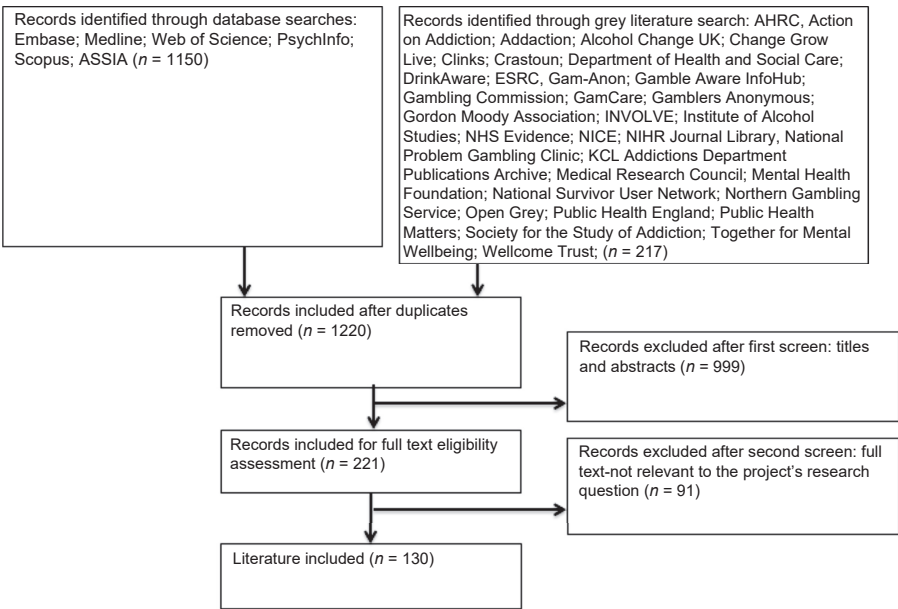 Records identified through database searches:
Embase; Medline; Web of Science; PsychInfo;
Scopus; ASSIA (n = 1150)
Records identified through grey literature search: AHRC, Action
on Addiction; Addaction; Alcohol Change UK; Change Grow
Live; Clinks; Crastoun; Department of Health and Social Care;
DrinkAware; ESRC, Gam-Anon; Gamble Aware InfoHub;
Gambling Commission; GamCare; Gamblers Anonymous;
Gordon Moody Association; INVOLVE; Institute of Alcohol
Studies; NHS Evidence; NICE; NIHR Journal Library, National
Problem Gambling Clinic; KCL Addictions Department
Publications Archive; Medical Research Council; Mental Health
Foundation; National Survivor User Network; Northern Gambling
Service; Open Grey; Public Health England; Public Health
Matters; Society for the Study of Addiction; Together for Mental
Wellbeing; Wellcome Trust; (n = 217)
Records included after duplicates
removed (n = 1220)
Records excluded after first screen: titles
and abstracts (n = 999)
Records included for full text eligibility
assessment (n = 221)
Records excluded after second screen: full
text-not relevant to the project's research
question (n = 91)
Literature included (n = 130)